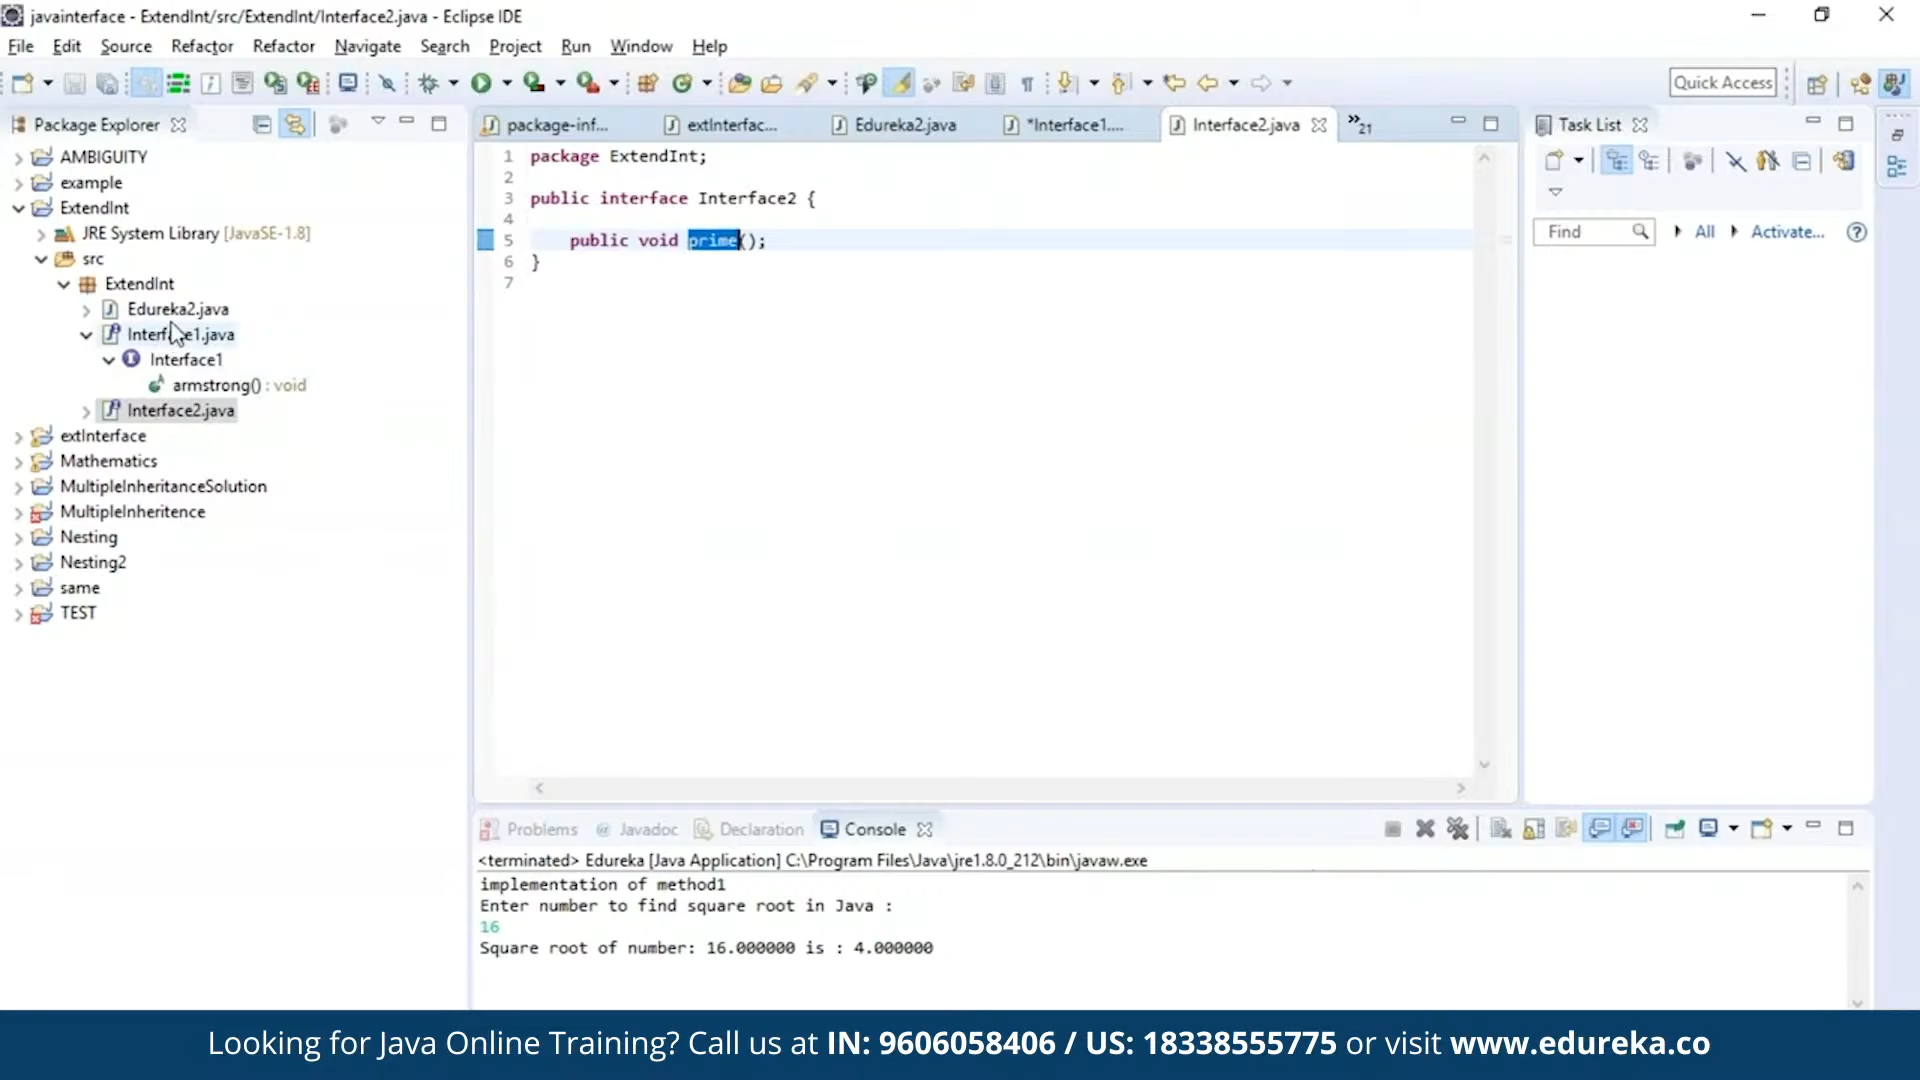 javainterface - ExtendInt/src/ExtendInt/Interface2.java - Eclipse IDE
File Edit Source Refactor Refactor Navigate Search Project Run Window Help
Quick Access
Package Explorer
AMBIGUITY
example
ExtendInt
JRE System Library [JavaSE-1.8]
src
ExtendInt
Edureka2.java
Interface1.java
Interface1
armstrong() : void
Interface2.java
extInterface
Mathematics
MultipleInheritanceSolution
MultipleInheritence
Nesting
Nesting2
same
TEST
package-inf... extInterfac... Edureka2.java *Interface1.... Interface2.java »21
1 package ExtendInt;
2
3 public interface Interface2 {
4
5 public void prime();
6 }
7
Task List
Find All Activate...
Problems @ Javadoc Declaration Console
<terminated> Edureka [Java Application] C:\Program Files\Java\jre1.8.0_212\bin\javaw.exe
implementation of method1
Enter number to find square root in Java :
16
Square root of number: 16.000000 is : 4.000000
Looking for Java Online Training? Call us at IN: 9606058406 / US: 18338555775 or visit www.edureka.co